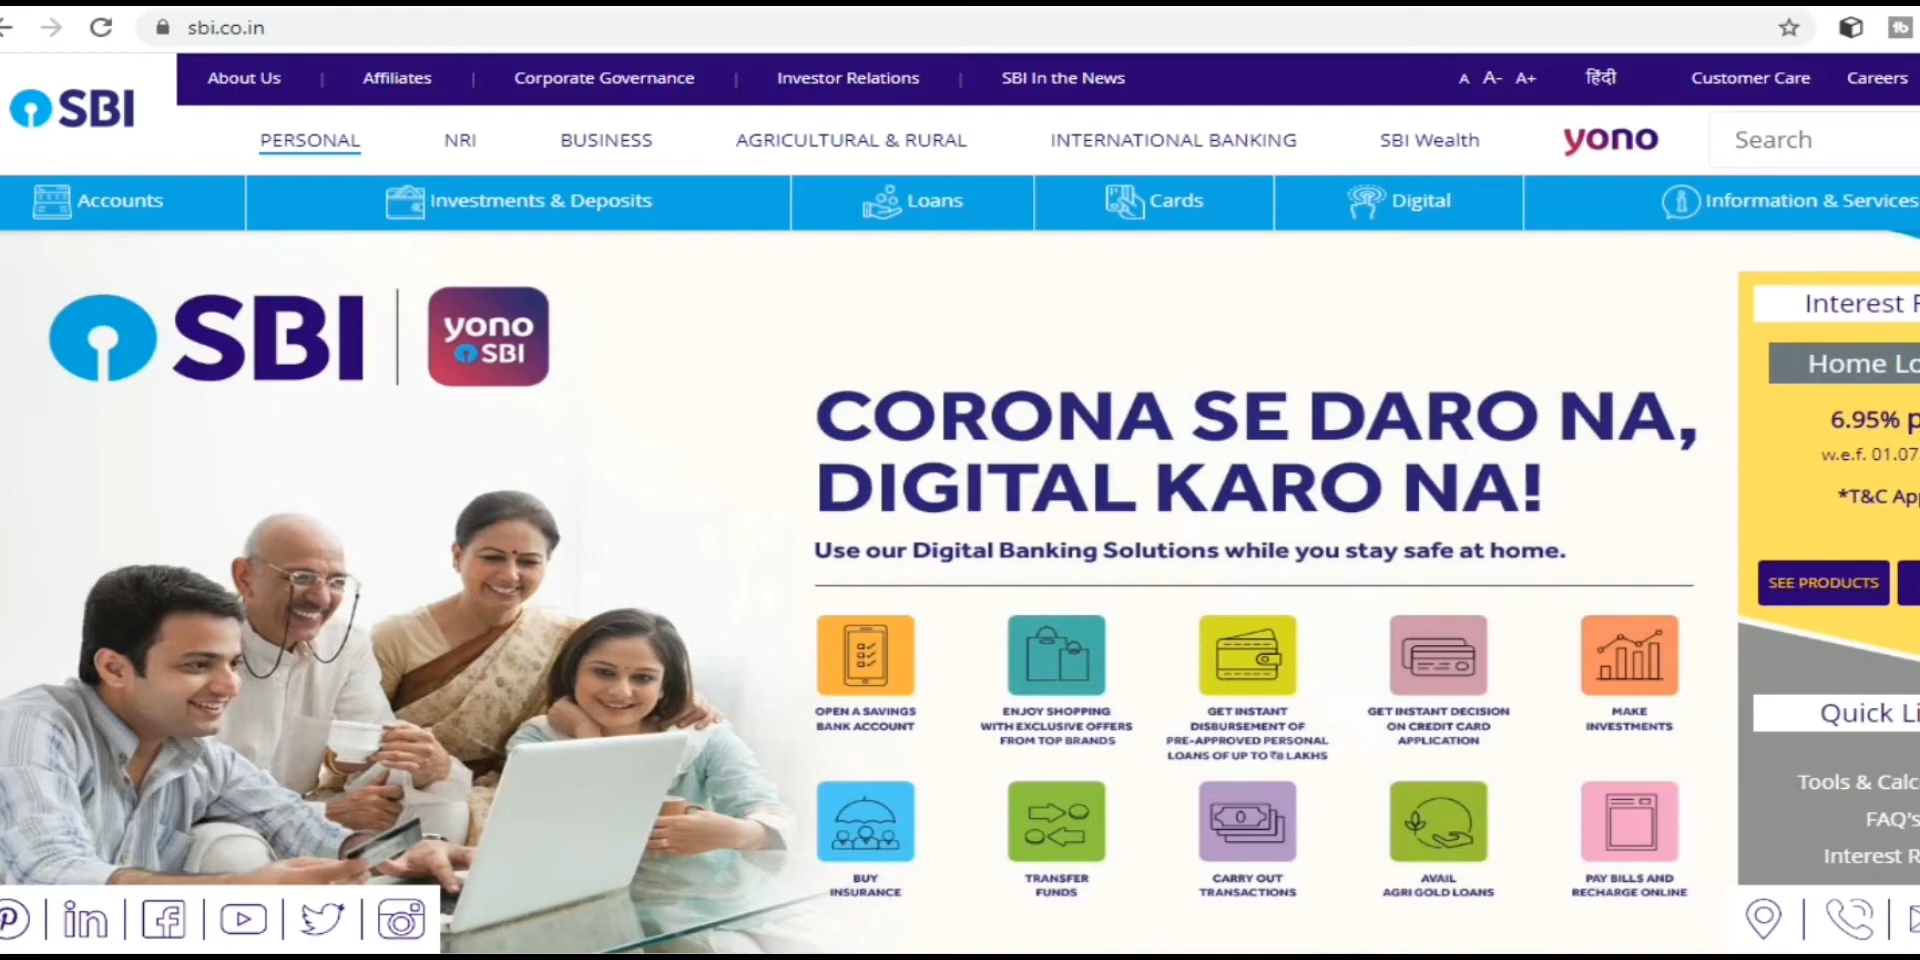 sbi.co.in
About Us | Affiliates | Corporate Governance | Investor Relations | SBI In the News
A A- A+ हिंदी Customer Care Careers
SBI
PERSONAL NRI BUSINESS AGRICULTURAL & RURAL INTERNATIONAL BANKING SBI Wealth yono Search
Accounts Investments & Deposits Loans Cards Digital Information & Services
SBI
yono
SBI
CORONA SE DARO NA,
DIGITAL KARO NA!
Use our Digital Banking Solutions while you stay safe at home.
OPEN A SAVINGS
BANK ACCOUNT
ENJOY SHOPPING
WITH EXCLUSIVE OFFERS
FROM TOP BRANDS
GET INSTANT
DISBURSEMENT OF
PRE-APPROVED PERSONAL
LOANS OF UP TO ₹8 LAKHS
GET INSTANT DECISION
ON CREDIT CARD
APPLICATION
MAKE
INVESTMENTS
BUY
INSURANCE
TRANSFER
FUNDS
CARRY OUT
TRANSACTIONS
AVAIL
AGRI GOLD LOANS
PAY BILLS AND
RECHARGE ONLINE
Interest
Home
6.95%
w.e.f. 01.07
*T&C
SEE PRODUCTS
Quick
Tools &
FAQ's
Interest